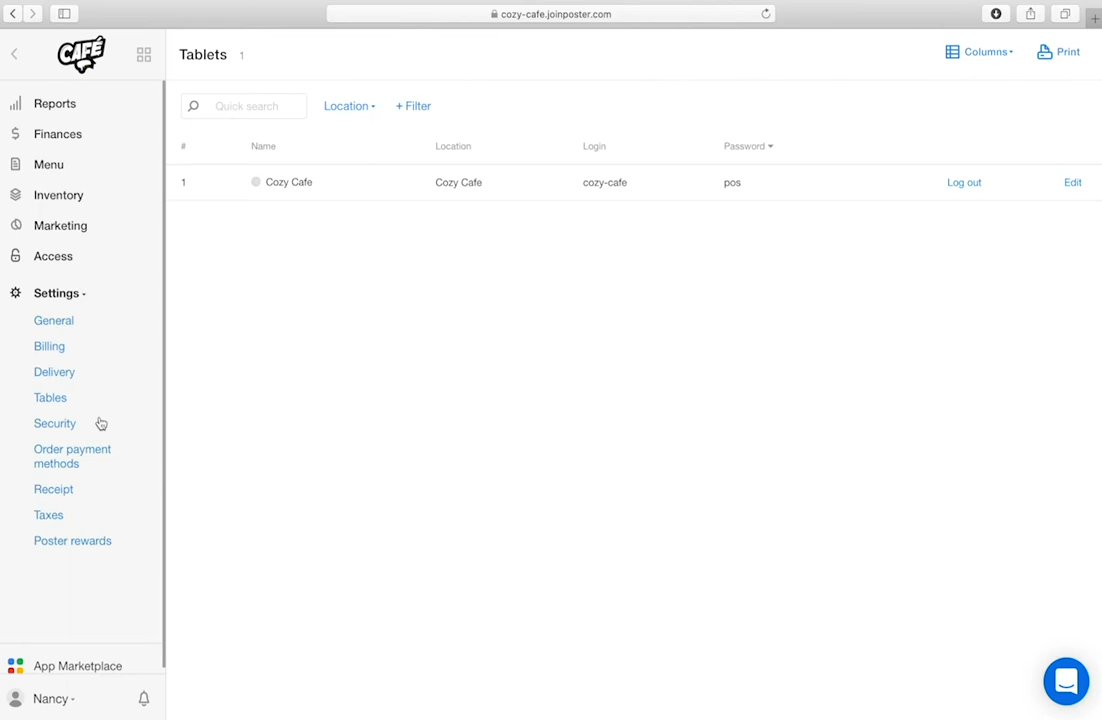 cozy-cafe.joinposter.com
CAFÉ
Tablets 1
Columns
Print
Quick search
Location
+ Filter
# Name Location Login Password
1 Cozy Cafe Cozy Cafe cozy-cafe pos Log out Edit
Reports
Finances
Menu
Inventory
Marketing
Access
Settings
General
Billing
Delivery
Tables
Security
Order payment
methods
Receipt
Taxes
Poster rewards
App Marketplace
Nancy